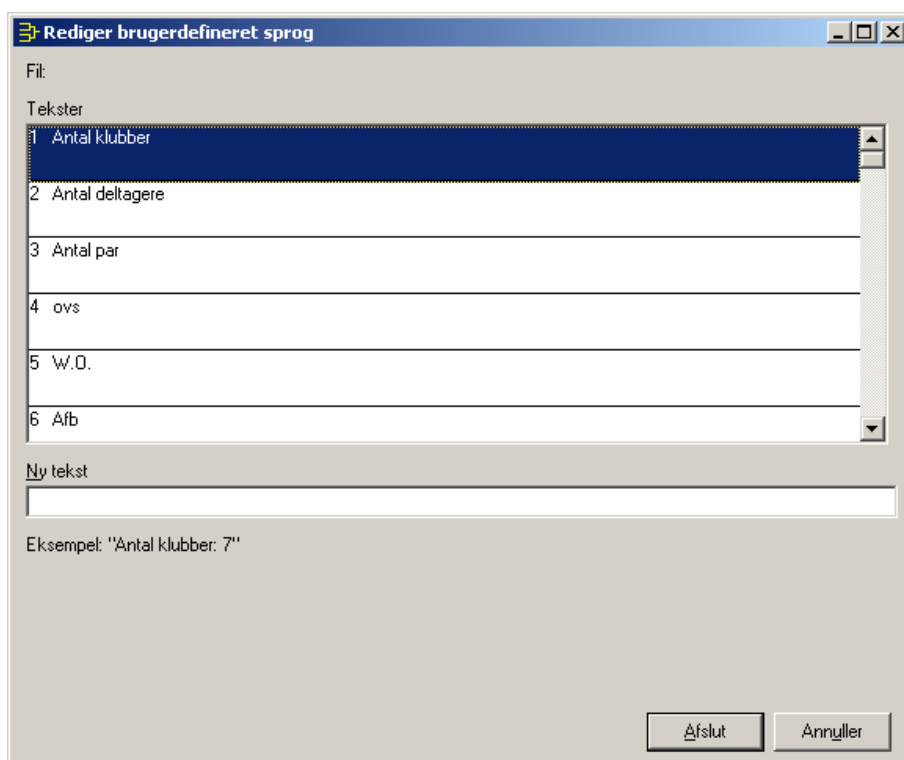 Rediger brugerdefineret sprog
Fil:
Tekster
1 Antal klubber
2 Antal deltagere
3 Antal par
4 ovs
5 W.O.
6 Afb
Ny tekst
Eksempel: "Antal klubber: 7"
Afslut Annuller